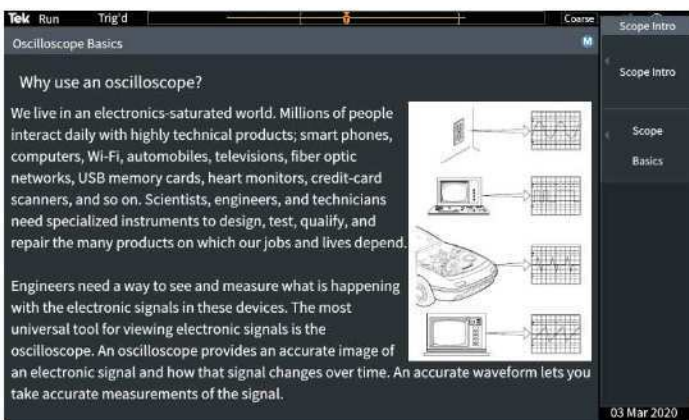 Tek Run Trig'd
T
Coarse
Scope Intro
Oscilloscope Basics
M
Why use an oscilloscope?
We live in an electronics-saturated world. Millions of people
interact daily with highly technical products; smart phones,
computers, Wi-Fi, automobiles, televisions, fiber optic
networks, USB memory cards, heart monitors, credit-card
scanners, and so on. Scientists, engineers, and technicians
need specialized instruments to design, test, qualify, and
repair the many products on which our jobs and lives depend.
Engineers need a way to see and measure what is happening
with the electronic signals in these devices. The most
universal tool for viewing electronic signals is the
oscilloscope. An oscilloscope provides an accurate image of
an electronic signal and how that signal changes over time. An accurate waveform lets you
take accurate measurements of the signal.
Scope Intro
Scope
Basics
03 Mar 2020